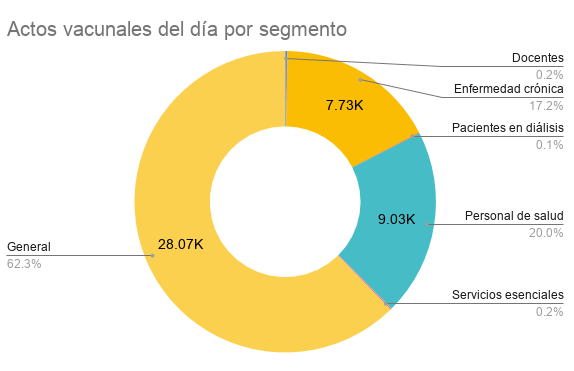 Actos vacunales del día por segmento
Docentes
0.2%
Enfermedad crónica
17.2%
7.73K
Pacientes en diálisis
0.1%
Personal de salud
20.0%
9.03K
28.07K
General
62.3%
Servicios esenciales
0.2%